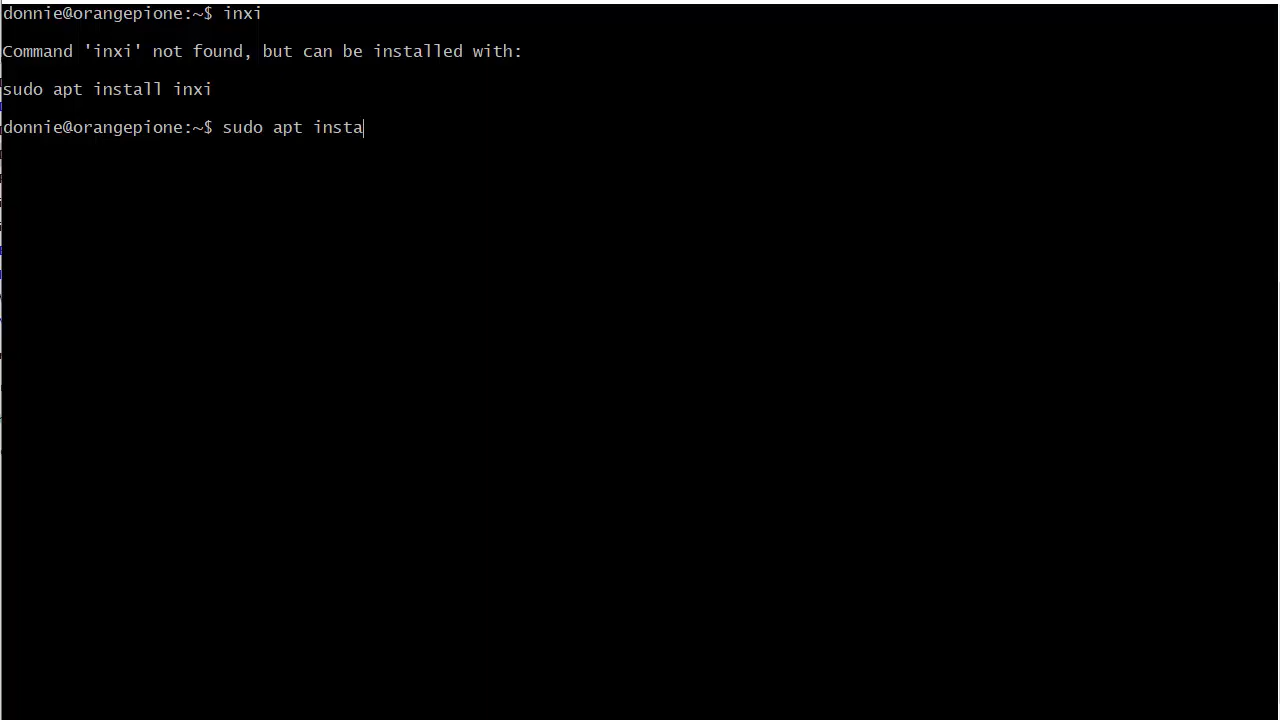 donnie@orangepione:~$ inxi
Command 'inxi' not found, but can be installed with:
sudo apt install inxi
donnie@orangepione:~$ sudo apt insta